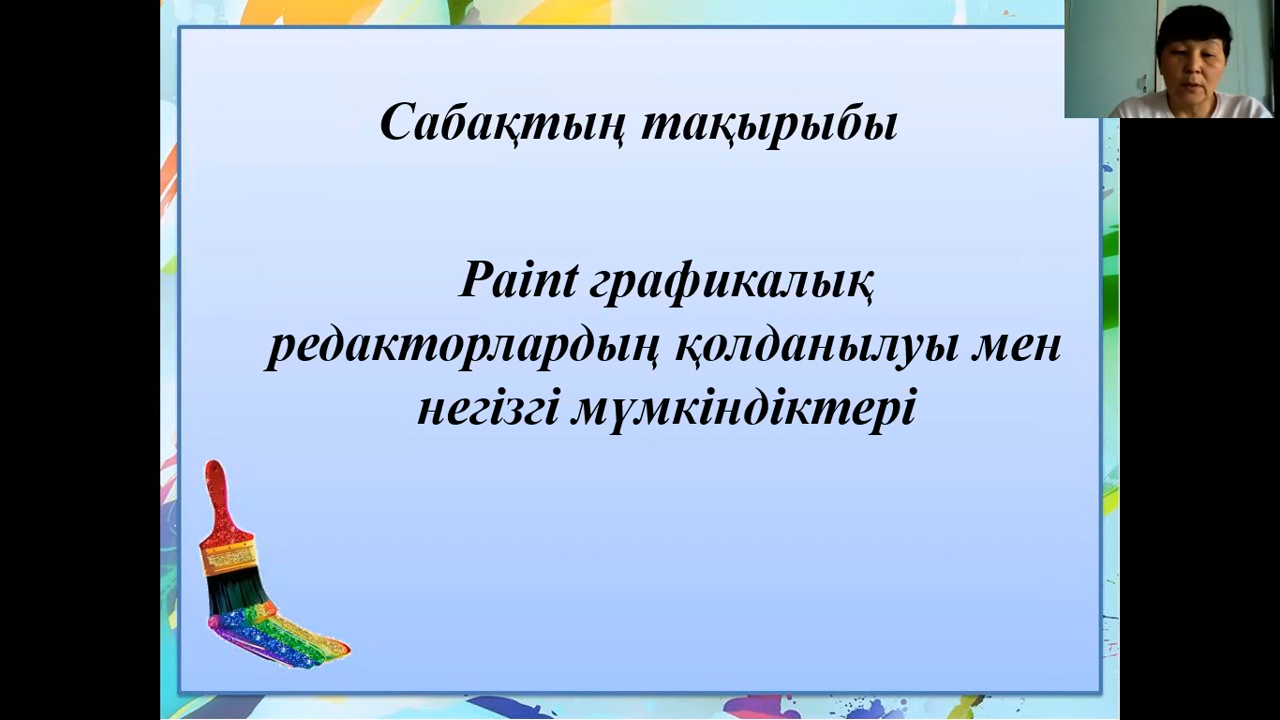 Сабақтың тақырыбы
Paint графикалық
редакторлардың қолданылуы мен
негізгі мүмкіндіктері